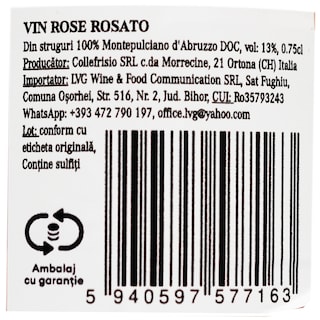 VIN ROSE ROSATO
Din struguri 100% Montepulciano d'Abruzzo DOC, vol: 13%, 0.75cl
Producător: Collefrisio SRL c.da Morrecine, 21 Ortona (CH) Italia
Importator: LVG Wine & Food Communication SRL, Sat Fughiu,
Comuna Oșorhei, Str. 516, Nr. 2, Jud. Bihor, CUI: Ro35793243
WhatsApp: +393 472 790 197, office.lvg@yahoo.com
Lot: conform cu
eticheta originală,
Conține sulfiți
Ambalaj
cu garanție
5 940597 577163